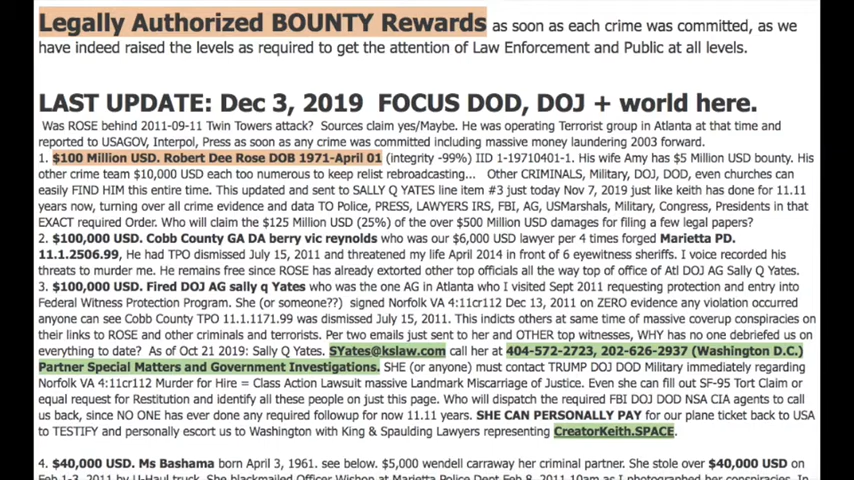 Legally Authorized BOUNTY Rewards as soon as each crime was committed, as we
have indeed raised the levels as required to get the attention of Law Enforcement and Public at all levels.
LAST UPDATE: Dec 3, 2019 FOCUS DOD, DOJ + world here.
Was ROSE behind 2011-09-11 Twin Towers attack? Sources claim yes/Maybe. He was operating Terrorist group in Atlanta at that time and
reported to USAGOV, Interpol, Press as soon as any crime was committed including massive money laundering 2003 forward.
1. $100 Million USD. Robert Dee Rose DOB 1971-April 01 (integrity -99%) IID 1-19710401-1. His wife Amy has $5 Million USD bounty. His
other crime team $10,000 USD each too numerous to keep relist rebroadcasting... Other CRIMINALS, Military, DOJ, DOD, even churches can
easily FIND HIM this entire time. This updated and sent to SALLY Q YATES line item #3 just today Nov 7, 2019 just like keith has done for 11.11
years now, turning over all crime evidence and data TO Police, PRESS, LAWYERS IRS, FBI, AG, USMarshals, Military, Congress, Presidents in that
EXACT required Order. Who will claim the $125 Million USD (25%) of the over $500 Million USD damages for filing a few legal papers?
2. $100,000 USD. Cobb County GA DA berry vic reynolds who was our $6,000 USD lawyer per 4 times forged Marietta PD.
11.1.2506.99, He had TPO dismissed July 15, 2011 and threatened my life April 2014 in front of 6 eyewitness sheriffs. I voice recorded his
threats to murder me. He remains free since ROSE has already extorted other top officials all the way top of office of Atl DOJ AG Sally Q Yates.
3. $100,000 USD. Fired DOJ AG sally q Yates who was the one AG in Atlanta who I visited Sept 2011 requesting protection and entry into
Federal Witness Protection Program. She (or someone??) signed Norfolk VA 4:11cr112 Dec 13, 2011 on ZERO evidence any violation occurred
anyone can see Cobb County TPO 11.1.1171.99 was dismissed July 15, 2011. This indicts others at same time of massive coverup conspiracies on
their links to ROSE and other criminals and terrorists. Per two emails just sent to her and OTHER top witnesses, WHY has no one debriefed us on
everything to date? As of Oct 21 2019: Sally Q Yates. SYates@kslaw.com call her at 404-572-2723, 202-626-2937 (Washington D.C.)
Partner Special Matters and Government Investigations. SHE (or anyone) must contact TRUMP DOJ DOD Military immediately regarding
Norfolk VA 4:11cr112 Murder for Hire = Class Action Lawsuit massive Landmark Miscarriage of Justice. Even she can fill out SF-95 Tort Claim or
equal request for Restitution and identify all these people on just this page. Who will dispatch the required FBI DOJ DOD NSA CIA agents to call
us back, since NO ONE has ever done any required followup for now 11.11 years. SHE CAN PERSONALLY PAY for our plane ticket back to USA
to TESTIFY and personally escort us to Washington with King & Spaulding Lawyers representing CreatorKeith.SPACE.
4. $40,000 USD. Ms Bashama born April 3, 1961. see below. $5,000 wendell carraway her criminal partner. She stole over $40,000 USD on
Feb 1-3, 2011 by U-Haul truck. She blackmailed Officer Wishon at Marietta Police Dept Feb 8, 2011 10am as I photographed her conspiracies. In